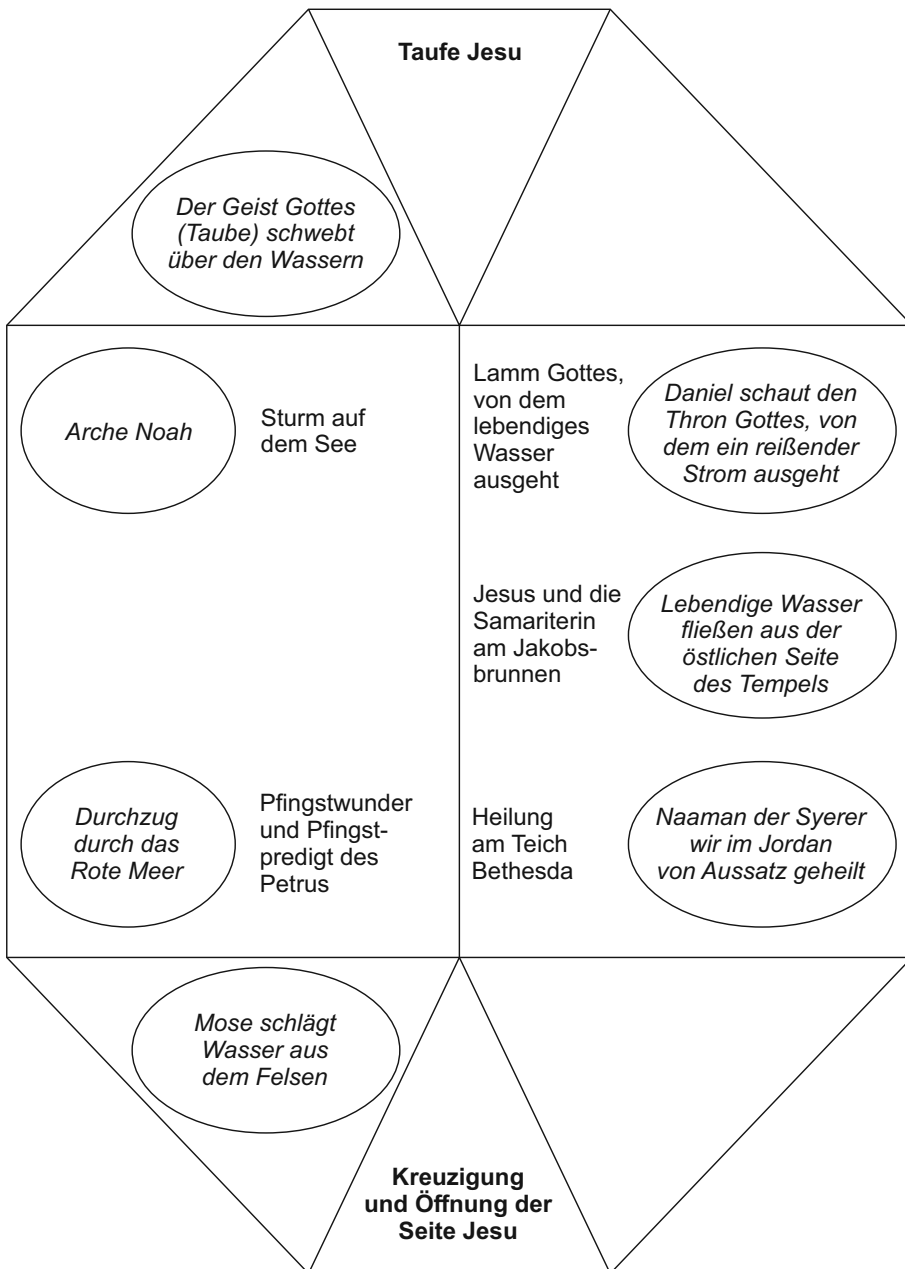 Taufe Jesu
Der Geist Gottes
(Taube) schwebt
über den Wassern
Arche Noah
Sturm auf
dem See
Lamm Gottes,
von dem
lebendiges
Wasser
ausgeht
Daniel schaut den
Thron Gottes, von
dem ein reißender
Strom ausgeht
Jesus und die
Samariterin
am Jakobs-
brunnen
Lebendige Wasser
fließen aus der
östlichen Seite
des Tempels
Durchzug
durch das
Rote Meer
Pfingstwunder
und Pfingst-
predigt des
Petrus
Heilung
am Teich
Bethesda
Naaman der Syerer
wir im Jordan
von Aussatz geheilt
Mose schlägt
Wasser aus
dem Felsen
Kreuzigung
und Öffnung der
Seite Jesu